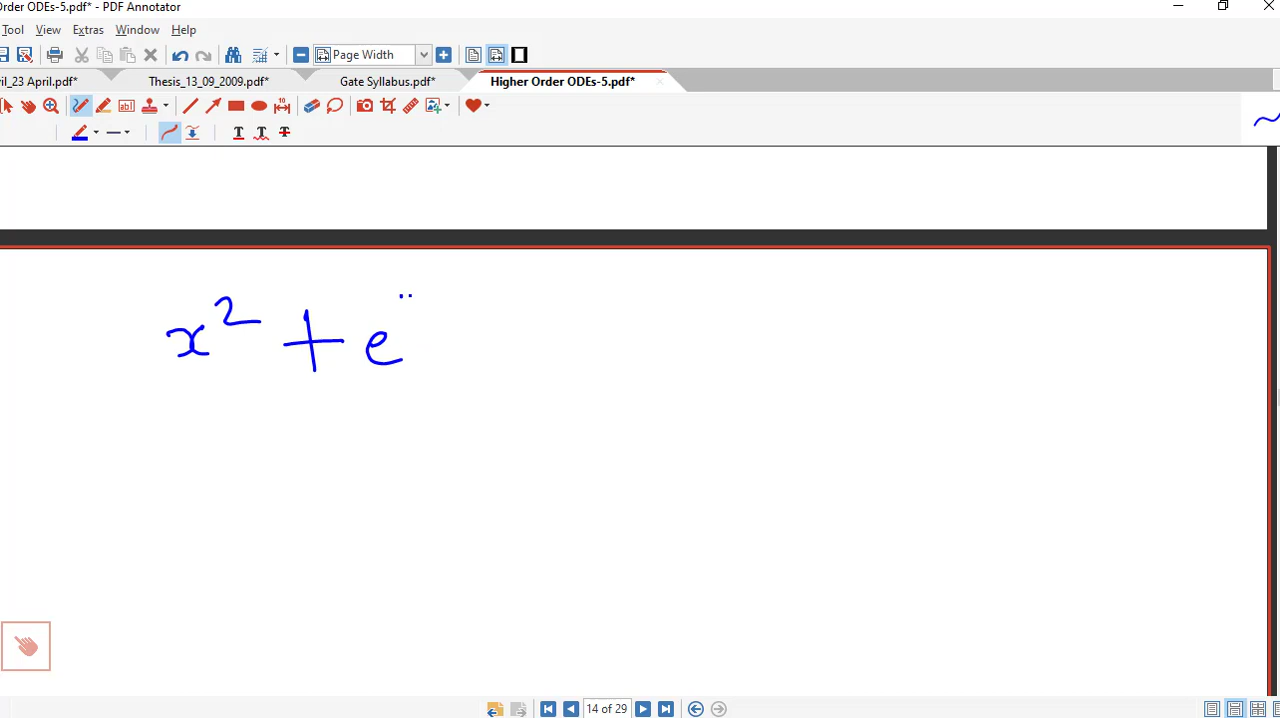 Order ODEs-5.pdf* - PDF Annotator
Tool View Extras Window Help
Page Width
il_23 April.pdf* Thesis_13_09_2009.pdf* Gate Syllabus.pdf* Higher Order ODEs-5.pdf*
10
T T T
x² + e
14 of 29